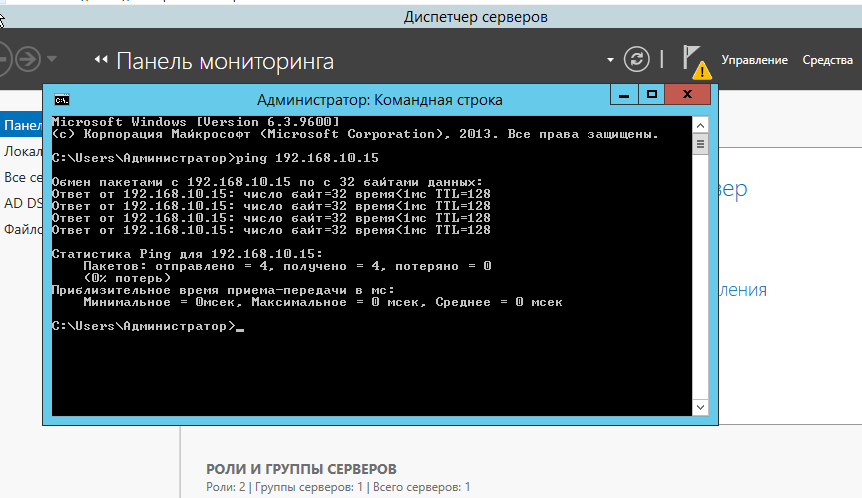 Диспетчер серверов
Панель мониторинга
Управление
Средства
Администратор: Командная строка
Microsoft Windows [Version 6.3.9600]
(c) Корпорация Майкрософт (Microsoft Corporation), 2013. Все права защищены.
C:\Users\Администратор>ping 192.168.10.15
Обмен пакетами с 192.168.10.15 по с 32 байтами данных:
Ответ от 192.168.10.15: число байт=32 время<1мс TTL=128
Ответ от 192.168.10.15: число байт=32 время<1мс TTL=128
Ответ от 192.168.10.15: число байт=32 время<1мс TTL=128
Ответ от 192.168.10.15: число байт=32 время<1мс TTL=128
Статистика Ping для 192.168.10.15:
Пакетов: отправлено = 4, получено = 4, потеряно = 0
(0% потерь)
Приблизительное время приема-передачи в мс:
Минимальное = 0мсек, Максимальное = 0 мсек, Среднее = 0 мсек
C:\Users\Администратор>_
Панел
Локал
Все се
AD DS
Файло
вер
ления
РОЛИ И ГРУППЫ СЕРВЕРОВ
Роли: 2 | Группы серверов: 1 | Всего серверов: 1